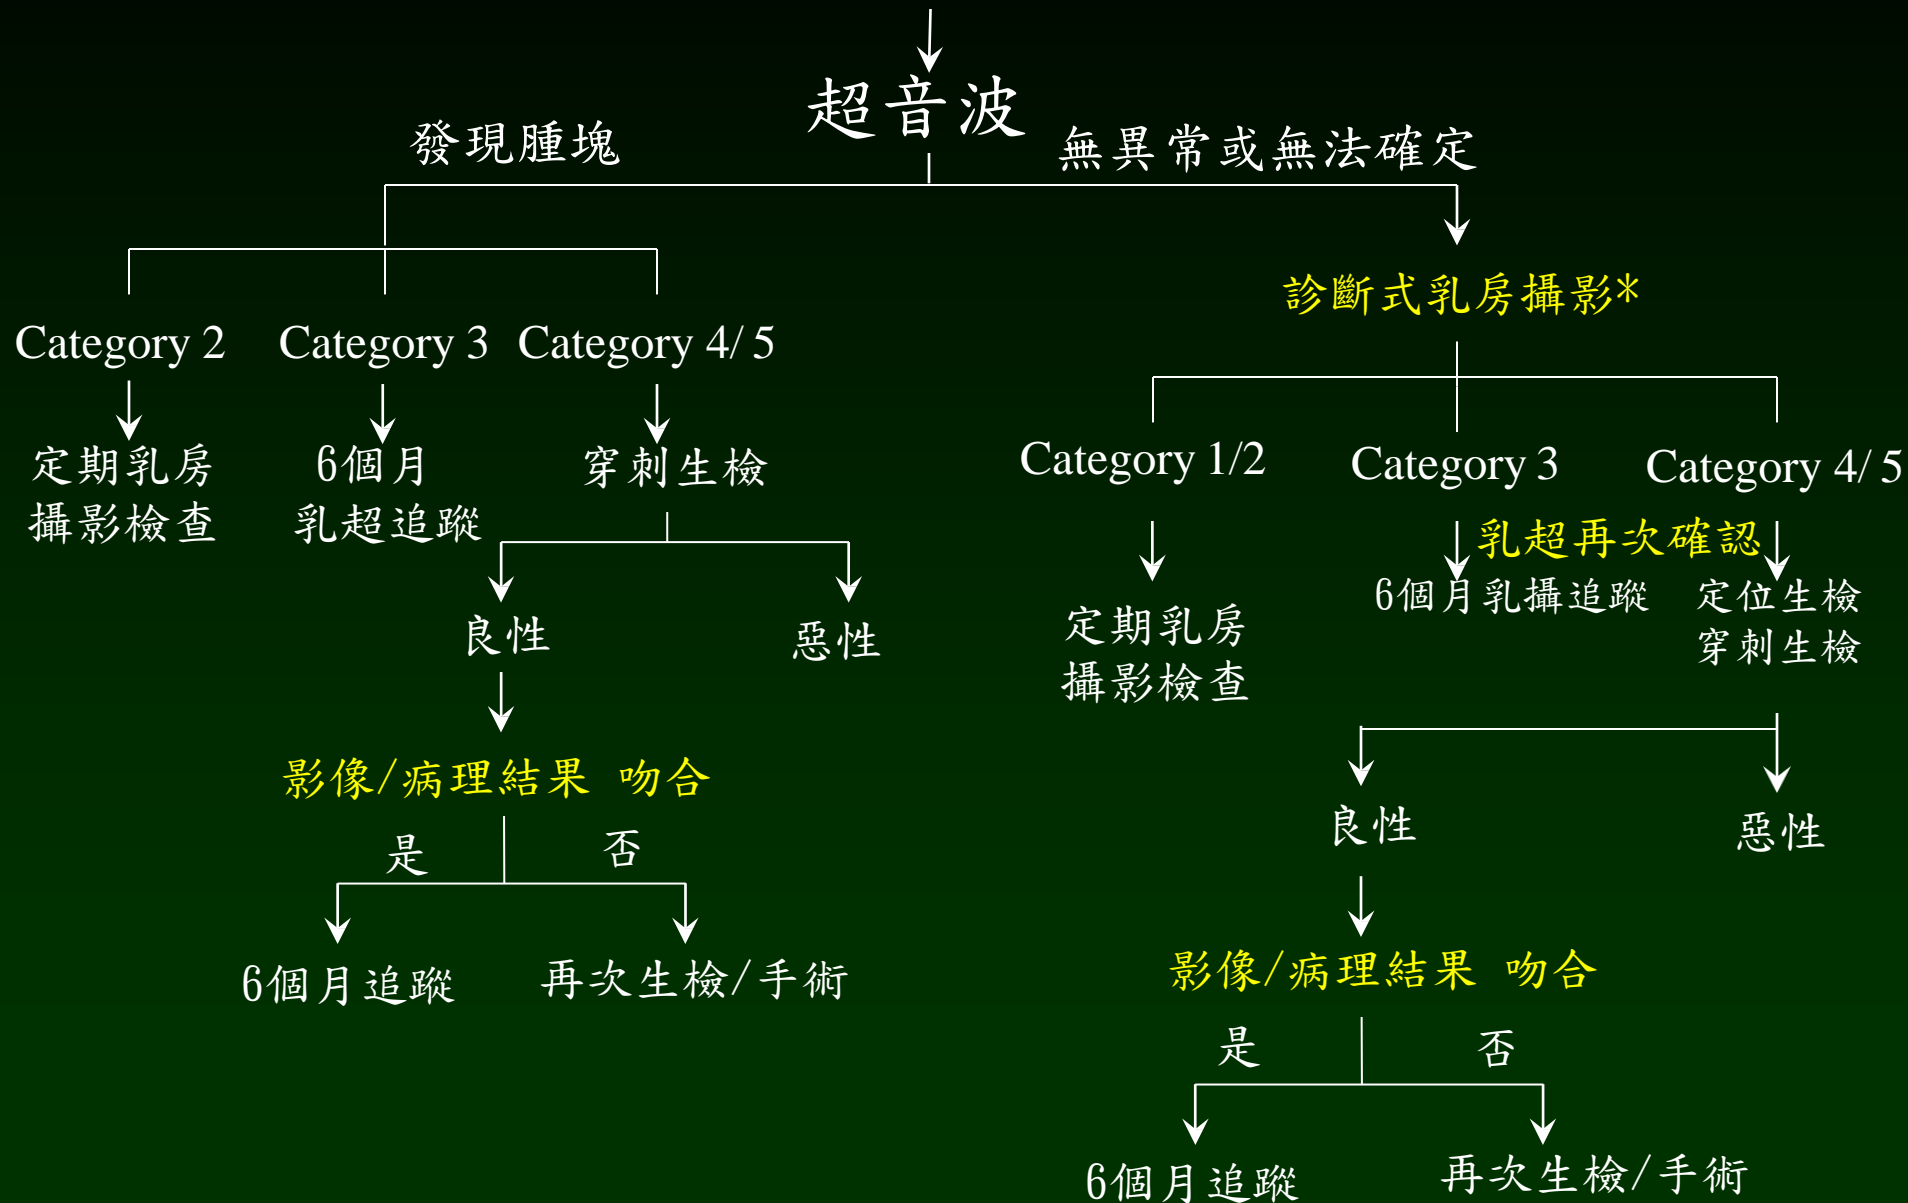 超音波
發現腫塊
無異常或無法確定
Category 2
Category 3
Category 4/5
定期乳房
攝影檢查
6個月
乳超追蹤
穿刺生檢
良性
惡性
影像/病理結果 吻合
是
否
6個月追蹤
再次生檢/手術
診斷式乳房攝影*
Category 1/2
Category 3
Category 4/5
乳超再次確認
定期乳房
攝影檢查
6個月乳攝追蹤
定位生檢
穿刺生檢
良性
惡性
影像/病理結果 吻合
是
否
6個月追蹤
再次生檢/手術